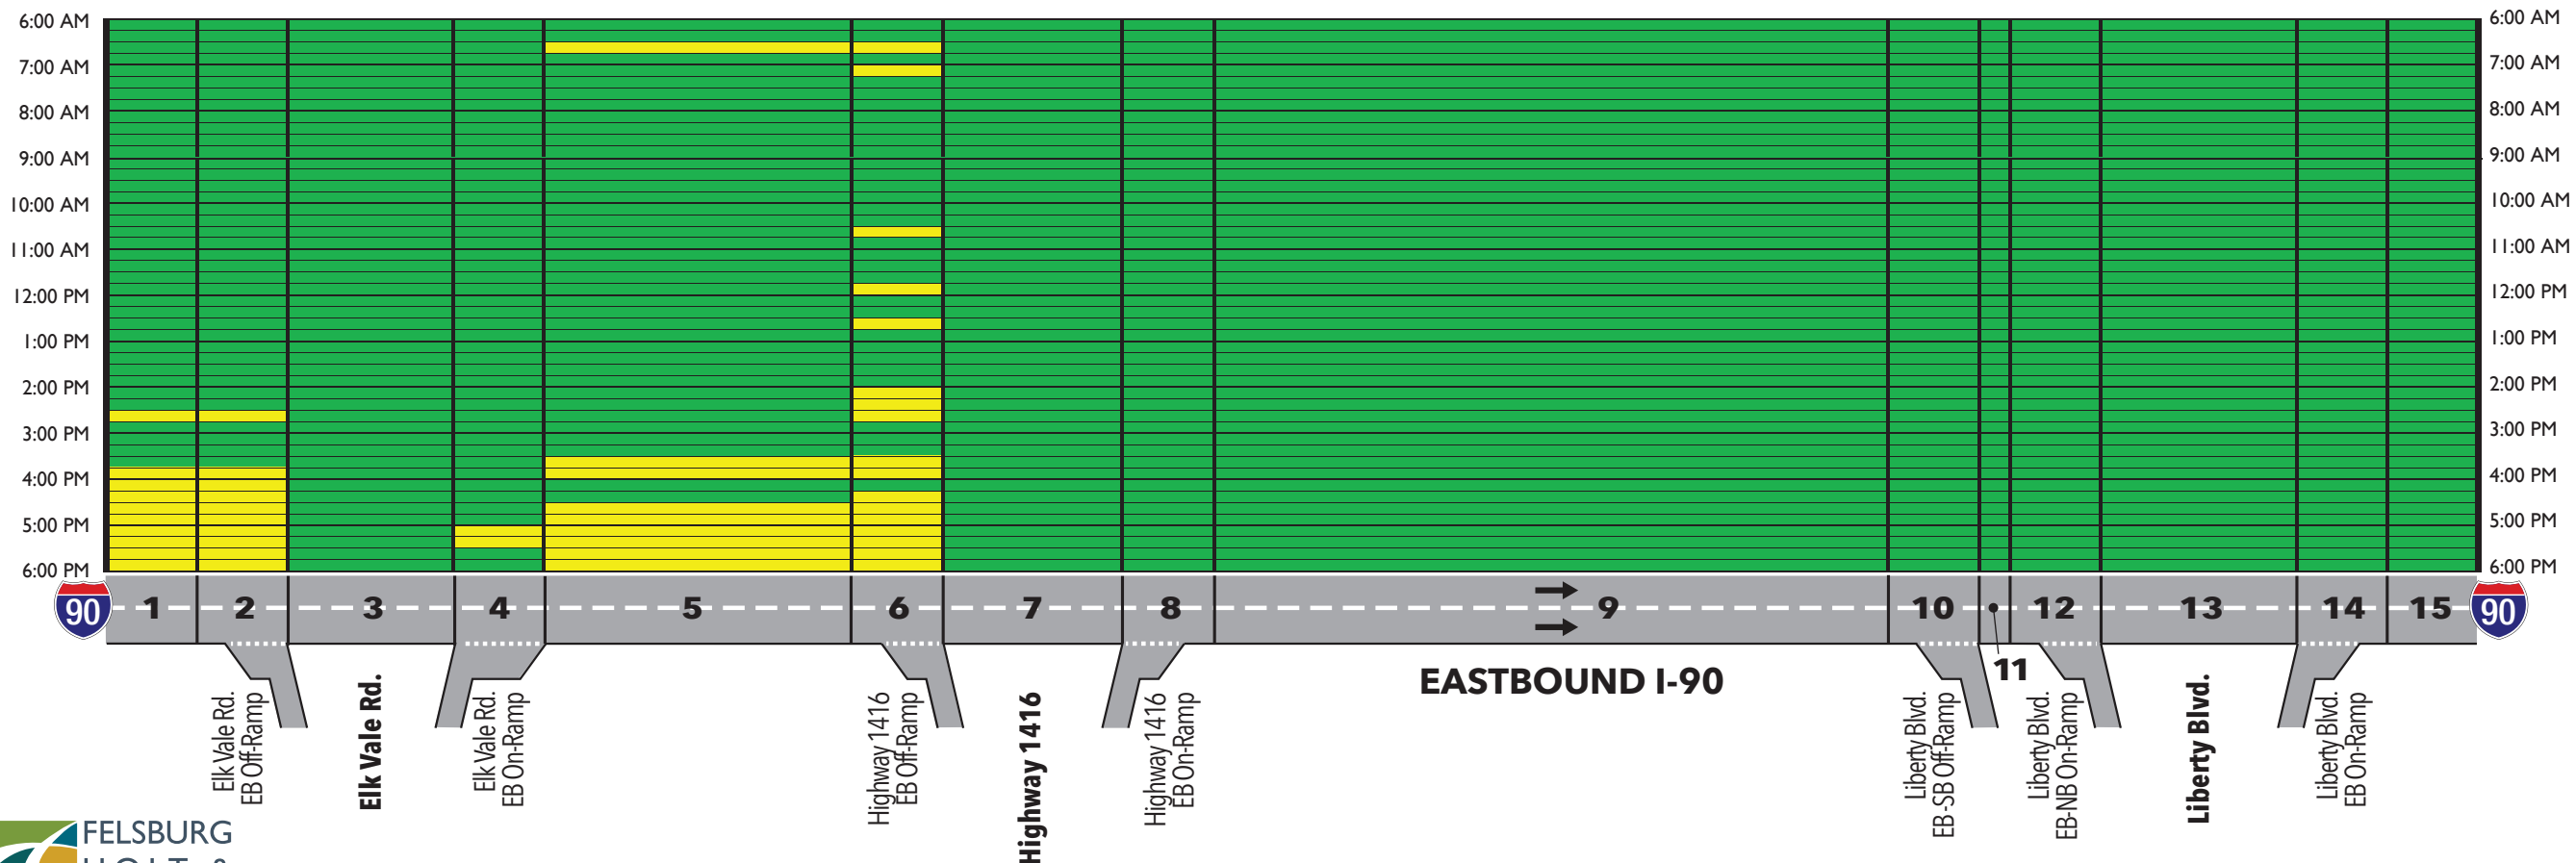 6:00 AM
7:00 AM
8:00 AM
9:00 AM
10:00 AM
11:00 AM
12:00 PM
1:00 PM
2:00 PM
3:00 PM
4:00 PM
5:00 PM
6:00 PM
6:00 AM
7:00 AM
8:00 AM
9:00 AM
10:00 AM
11:00 AM
12:00 PM
1:00 PM
2:00 PM
3:00 PM
4:00 PM
5:00 PM
6:00 PM
90 1 2 3 4 5 6 7 8 9 10 12 13 14 15 90
11
EASTBOUND I-90
Elk Vale Rd.
EB Off-Ramp
Elk Vale Rd.
Elk Vale Rd.
EB On-Ramp
Highway 1416
EB Off-Ramp
Highway 1416
Highway 1416
EB On-Ramp
Liberty Blvd.
EB-SB Off-Ramp
Liberty Blvd.
EB-NB On-Ramp
Liberty Blvd.
Liberty Blvd.
EB On-Ramp
FELSBURG